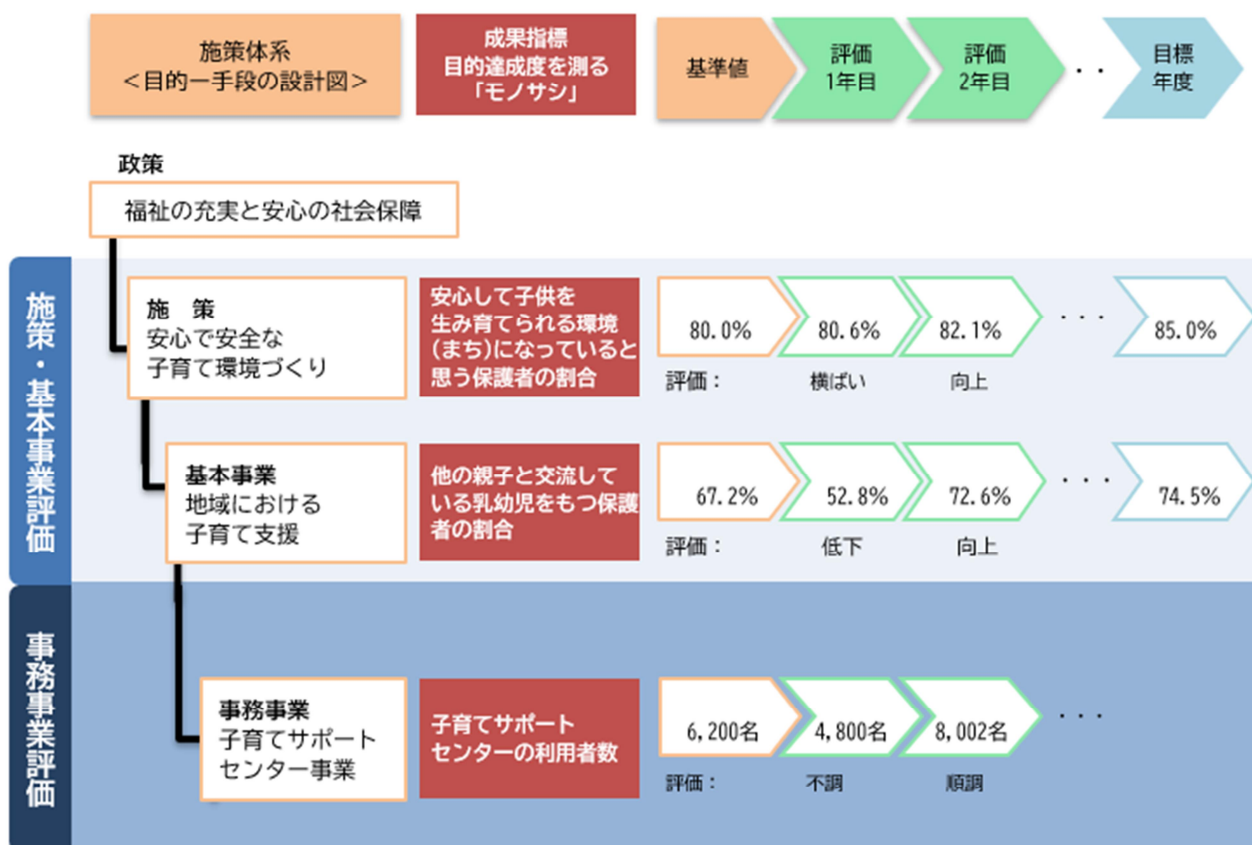 施策体系
<目的ー手段の設計図>
成果指標
目的達成度を測る
「モノサシ」
基準値
評価
1年目
評価
2年目
・・
目標
年度
政策
福祉の充実と安心の社会保障
施策・基本事業評価
施　策
安心で安全な
子育て環境づくり
安心して子供を
生み育てられる環境
(まち)になっていると
思う保護者の割合
80.0%
80.6%
82.1%
・・・
85.0%
評価：
横ばい
向上
基本事業
地域における
子育て支援
他の親子と交流して
いる乳幼児をもつ保護
者の割合
67.2%
52.8%
72.6%
・・・
74.5%
評価：
低下
向上
事務事業評価
事務事業
子育てサポート
センター事業
子育てサポート
センターの利用者数
6,200名
4,800名
8,002名
・・・
評価：
不調
順調